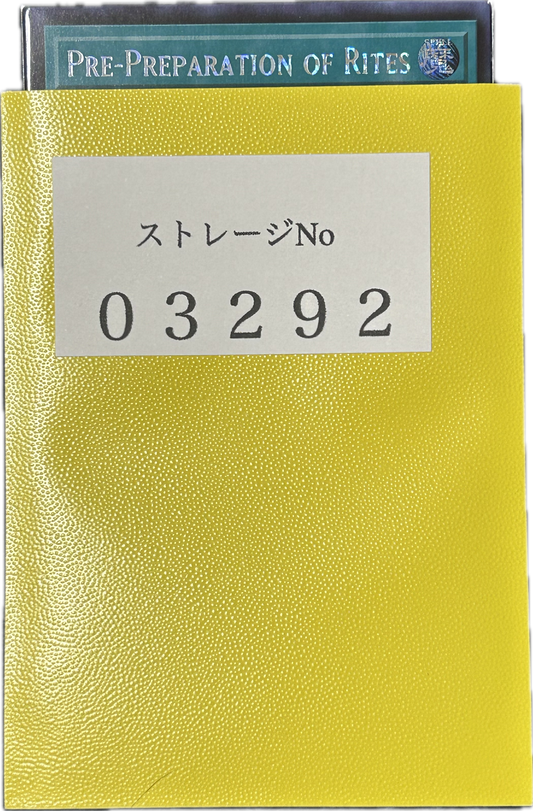 PRE-PREPARATION OF RITES
ストレージNo
03292